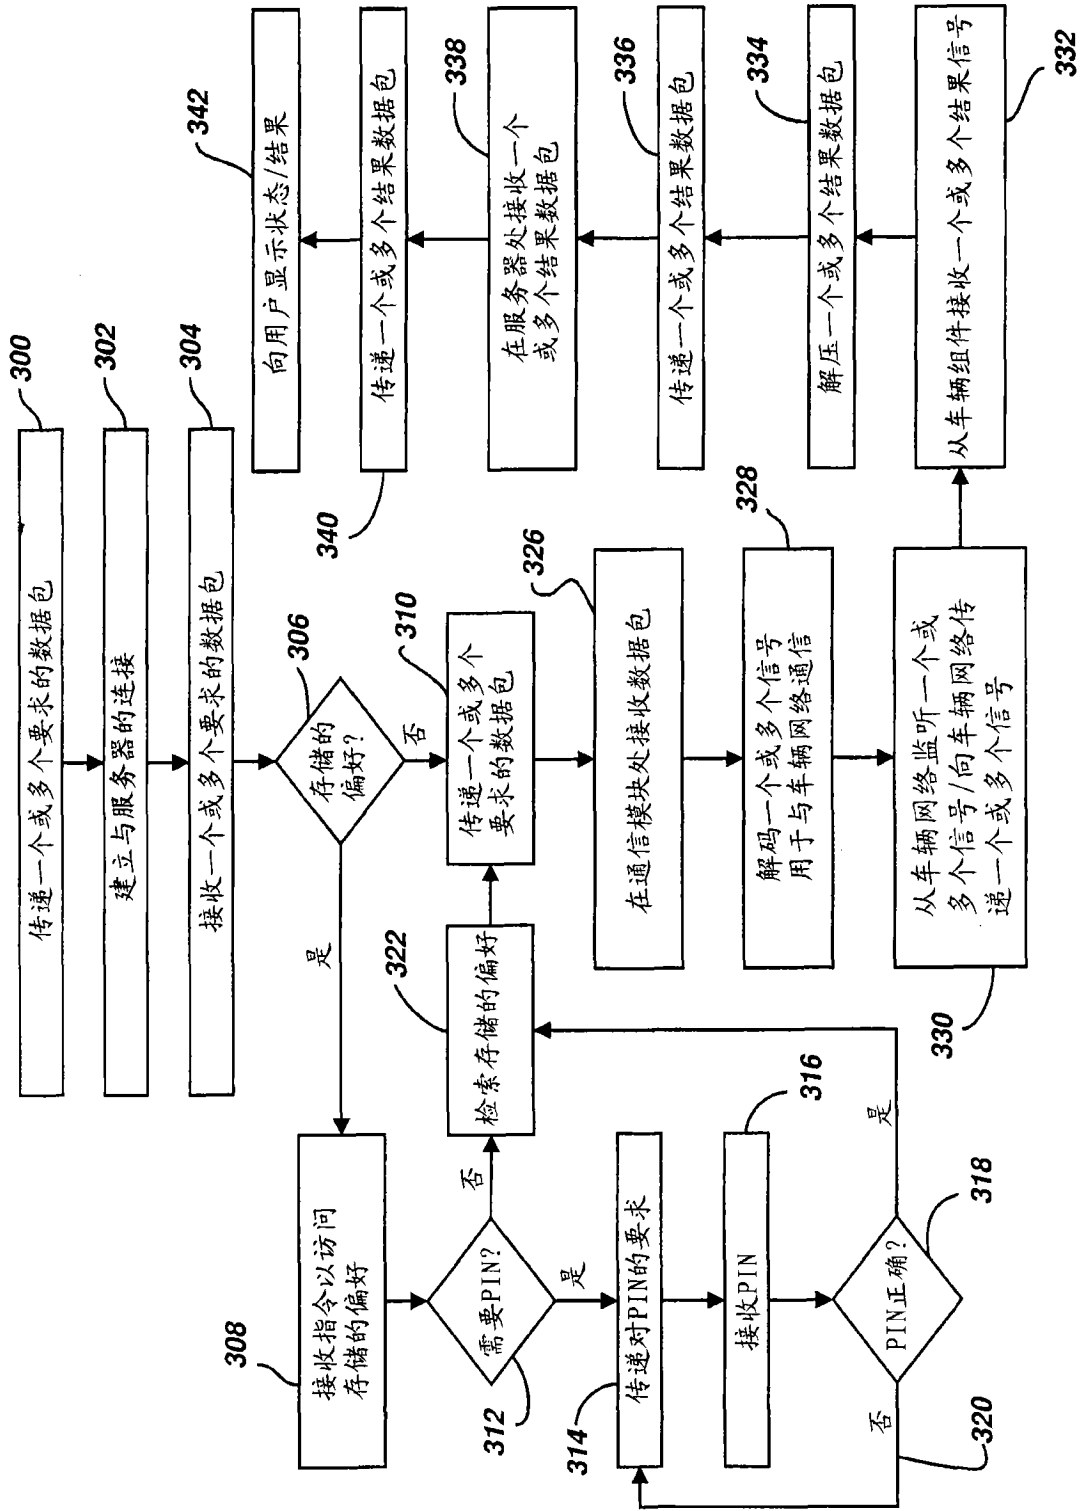 300
传递一个或多个要求的数据包
302
建立与服务器的连接
304
接收一个或多个要求的数据包
306
存储的
偏好?
是
否
308
接收指令以访问
存储的偏好
310
传递一个或多个
要求的数据包
312
需要PIN?
否
是
314
传递对PIN的要求
316
接收PIN
318
PIN正确?
是
否
320
322
检索存储的偏好
326
在通信模块处接收数据包
328
解码一个或多个信号
用于与车辆网络通信
330
从车辆网络监听一个或
多个信号/向车辆网络传
递一个或多个信号
332
从车辆组件接收一个或多个结果信号
334
解压一个或多个结果数据包
336
传递一个或多个结果数据包
338
在服务器处接收一个
或多个结果数据包
340
传递一个或多个结果数据包
342
向用户显示状态/结果